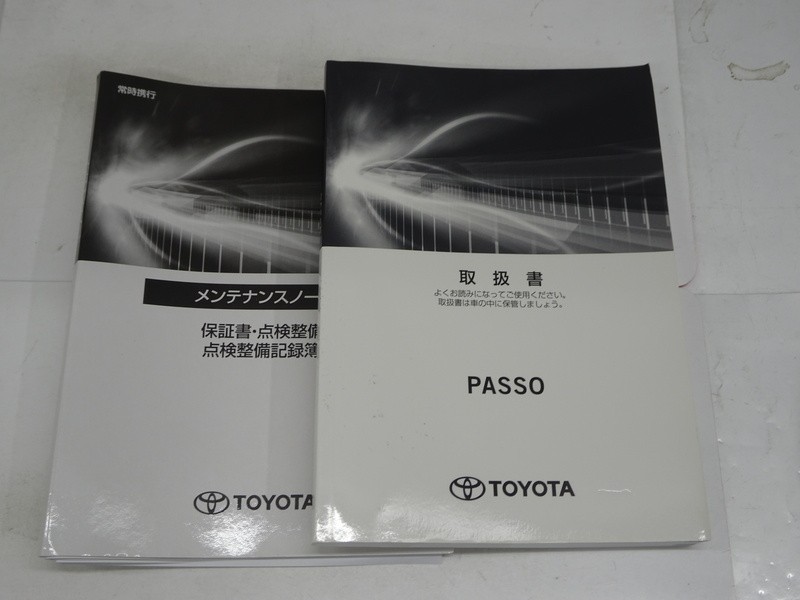 常時携行
メンテナンスノー
保証書・点検整備
点検整備記録簿
TOYOTA
取扱書
よくお読みになってご使用ください。
取扱書は車の中に保管しましょう。
PASSO
TOYOTA